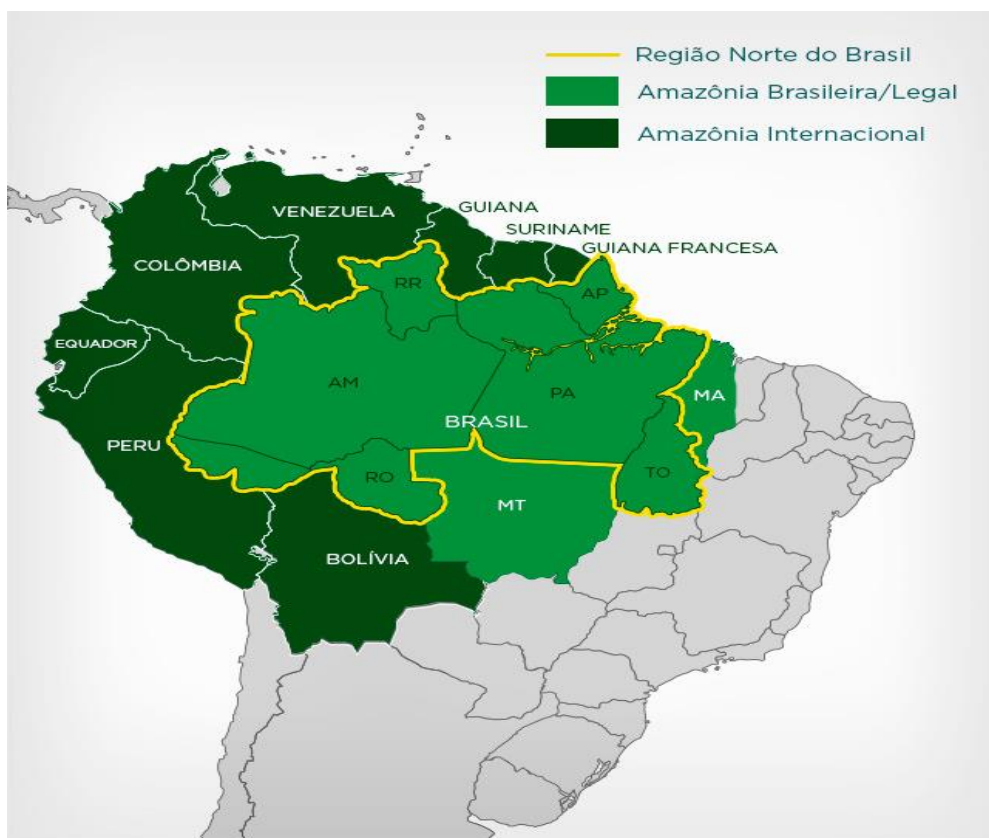 Região Norte do Brasil
Amazônia Brasileira/Legal
Amazônia Internacional
VENEZUELA
GUIANA
SURINAME
GUIANA FRANCESA
COLÔMBIA
RR
AP
EQUADOR
AM
PA
MA
BRASIL
PERU
RO
TO
MT
BOLÍVIA